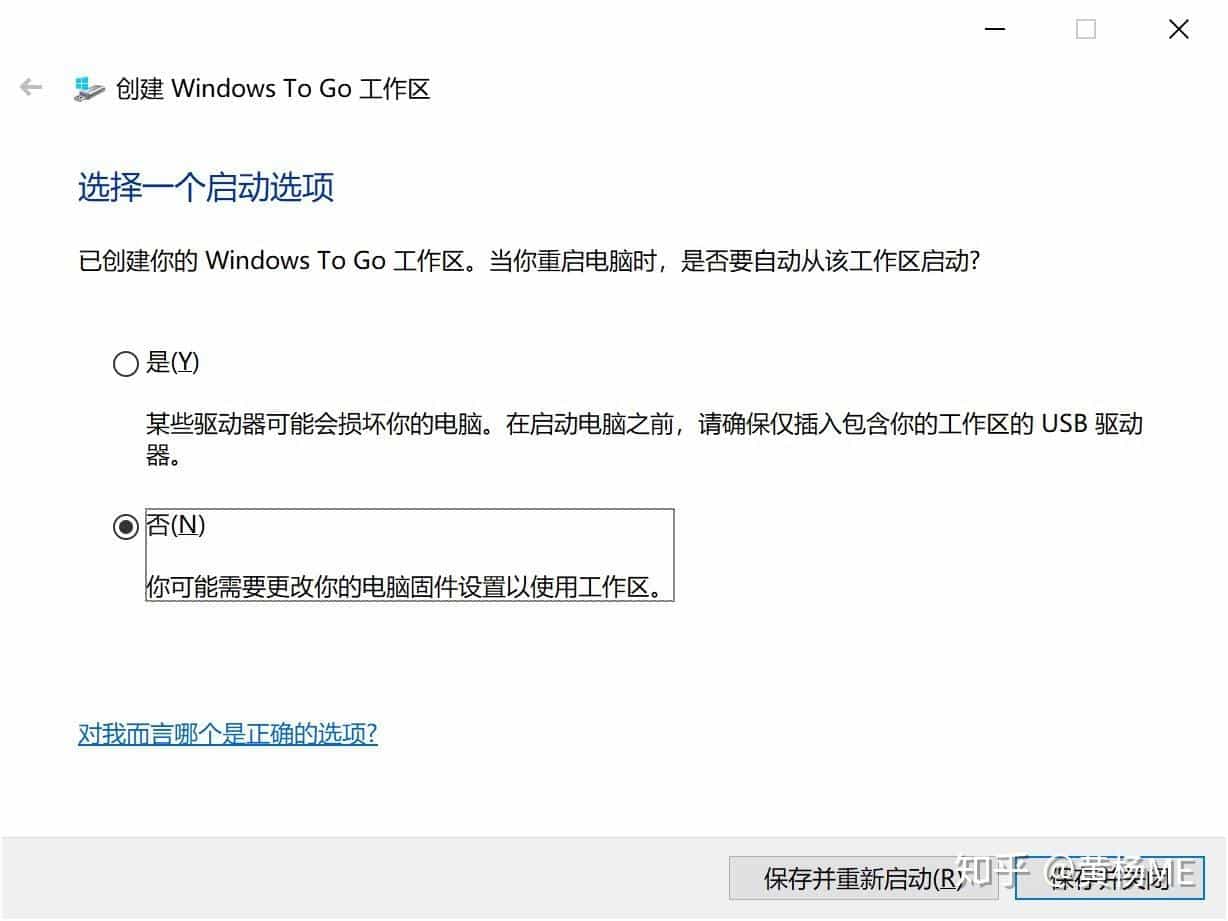 创建 Windows To Go 工作区
选择一个启动选项
已创建你的 Windows To Go 工作区。当你重启电脑时，是否要自动从该工作区启动?
是(Y)
某些驱动器可能会损坏你的电脑。在启动电脑之前，请确保仅插入包含你的工作区的 USB 驱动
器。
否(N)
你可能需要更改你的电脑固件设置以使用工作区。
对我而言哪个是正确的选项?
保存并重新启动(R)
保存并关闭
知乎 @黄杨ME